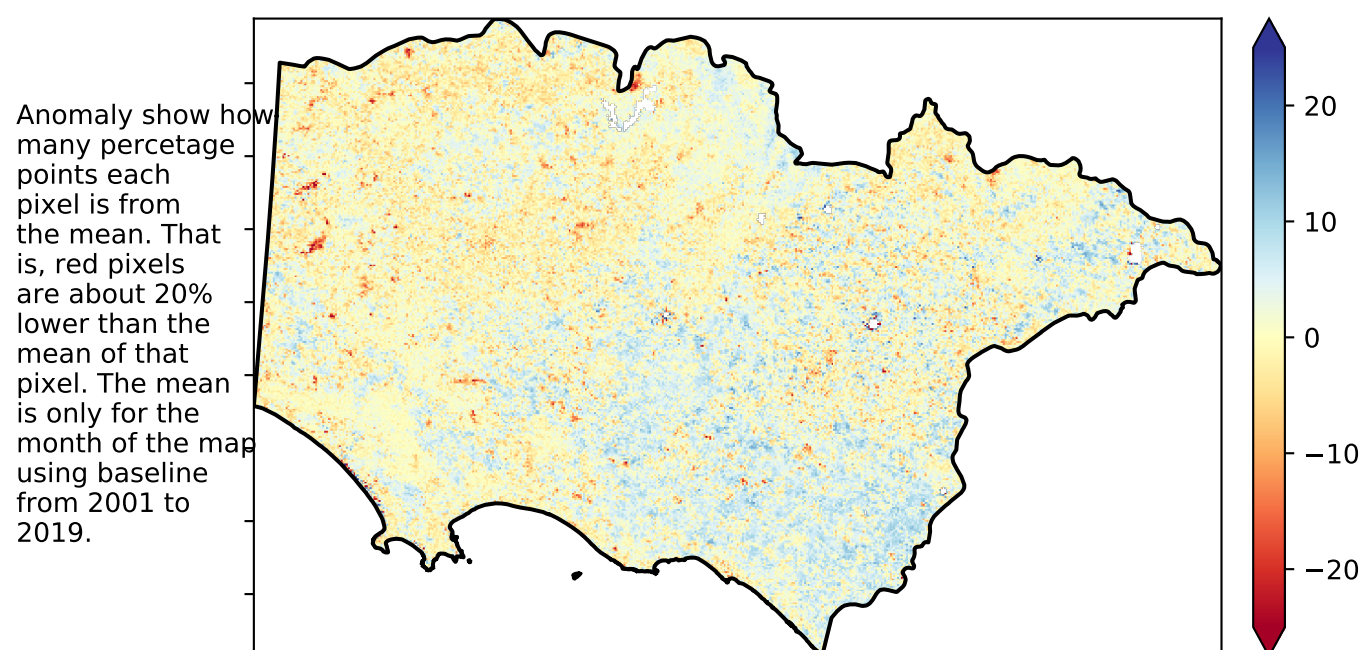 Anomaly show how
many percetage
points each
pixel is from
the mean. That
is, red pixels
are about 20%
lower than the
mean of that
pixel. The mean
is only for the
month of the map
using baseline
from 2001 to
2019.
20
10
0
−10
−20